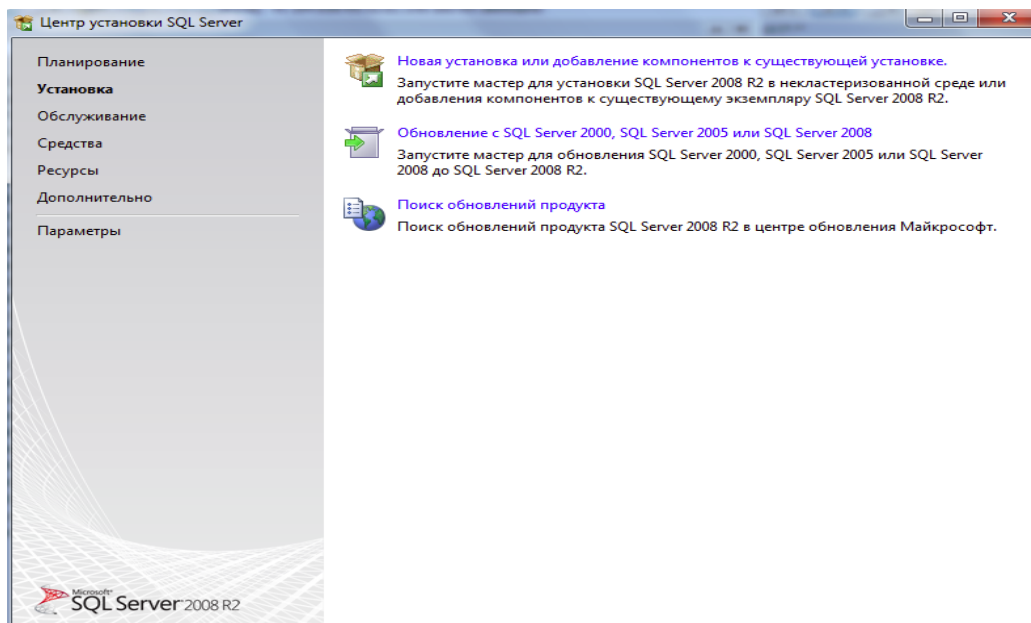 Центр установки SQL Server
Планирование
Установка
Обслуживание
Средства
Ресурсы
Дополнительно
Параметры
Новая установка или добавление компонентов к существующей установке.
Запустите мастер для установки SQL Server 2008 R2 в некластеризованной среде или
добавления компонентов к существующему экземпляру SQL Server 2008 R2.
Обновление с SQL Server 2000, SQL Server 2005 или SQL Server 2008
Запустите мастер для обновления SQL Server 2000, SQL Server 2005 или SQL Server
2008 до SQL Server 2008 R2.
Поиск обновлений продукта
Поиск обновлений продукта SQL Server 2008 R2 в центре обновления Майкрософт.
Microsoft®
SQL Server 2008 R2